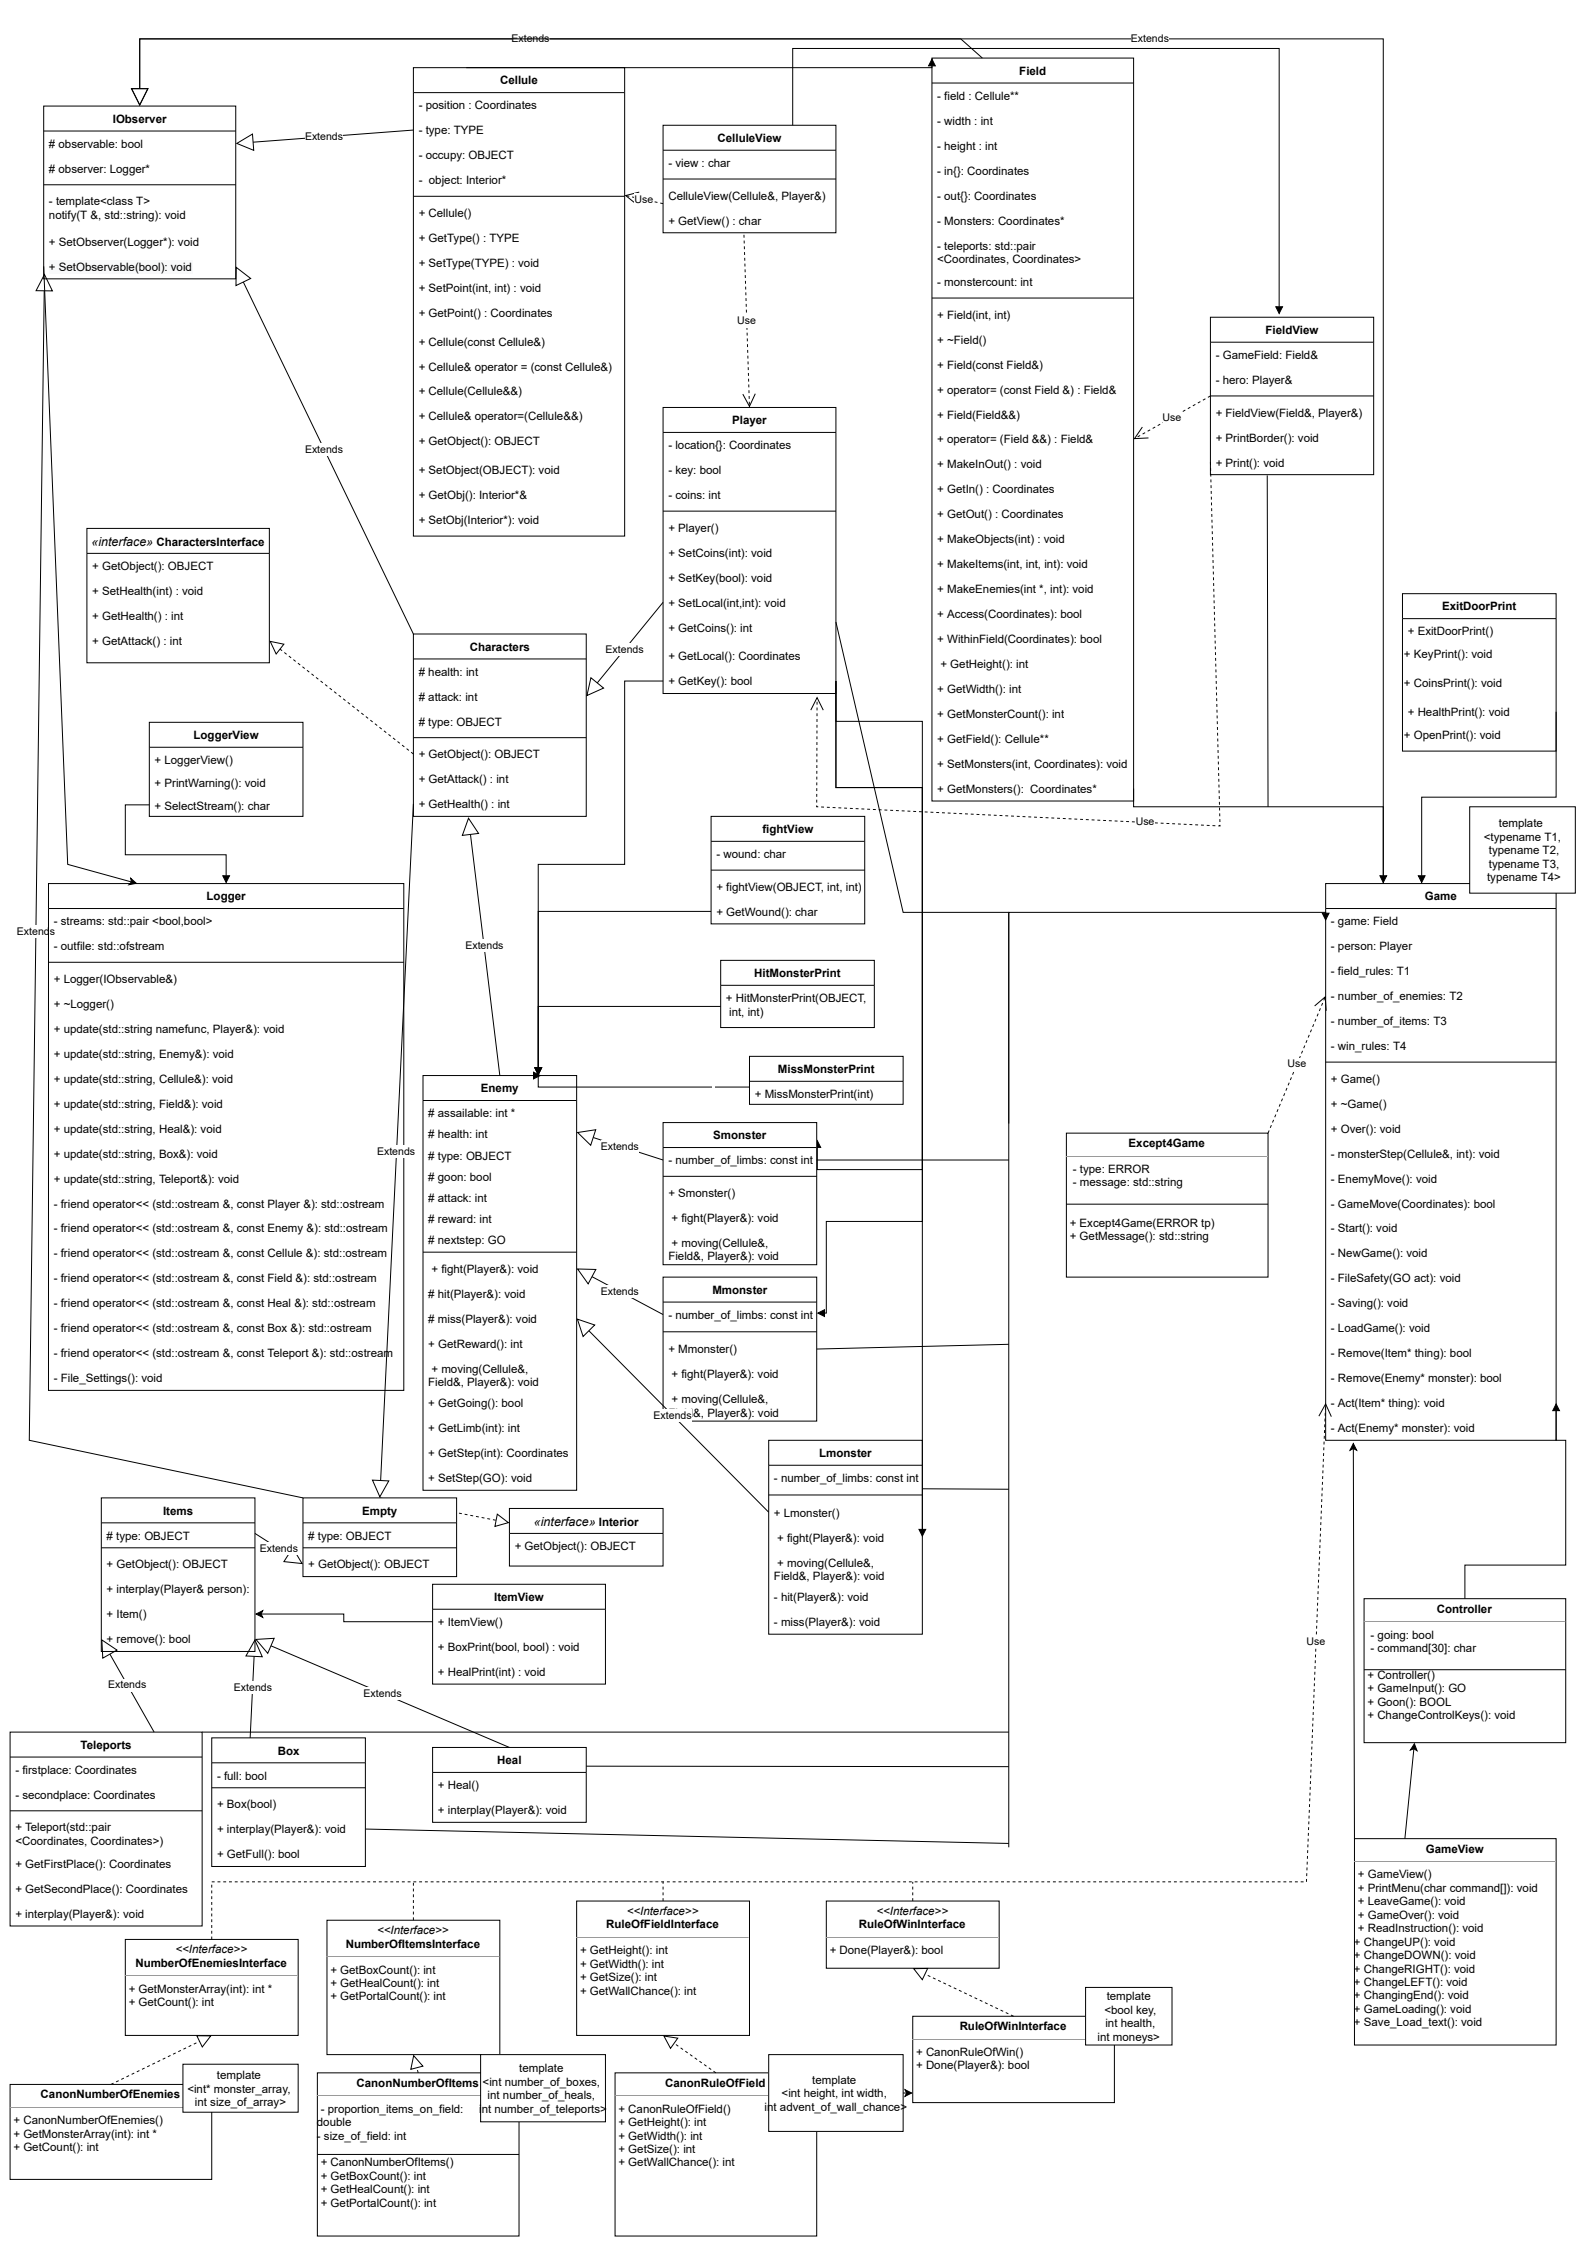 Extends
Extends
IObserver
# observable: bool
# observer: Logger*
- template<class T>
notify(T &, std::string): void
+ SetObserver(Logger*): void
+ SetObservable(bool): void
Extends
Cellule
- position : Coordinates
- type: TYPE
- occupy: OBJECT
- object: Interior*
+ Cellule()
+ GetType() : TYPE
+ SetType(TYPE) : void
+ SetPoint(int, int) : void
+ GetPoint() : Coordinates
+ Cellule(const Cellule&)
+ Cellule& operator = (const Cellule&)
+ Cellule(Cellule&&)
+ Cellule& operator=(Cellule&&)
+ GetObject(): OBJECT
+ SetObject(OBJECT): void
+ GetObj(): Interior*&
+ SetObj(Interior*): void
Use
CelluleView
- view : char
CelluleView(Cellule&, Player&)
+ GetView() : char
Use
Field
- field : Cellule**
- width : int
- height : int
- in{}: Coordinates
- out{}: Coordinates
- Monsters: Coordinates*
- teleports: std::pair
<Coordinates, Coordinates>
- monstercount: int
+ Field(int, int)
+ ~Field()
+ Field(const Field&)
+ operator= (const Field &) : Field&
+ Field(Field&&)
+ operator= (Field &&) : Field&
+ MakeInOut() : void
+ GetIn() : Coordinates
+ GetOut() : Coordinates
+ MakeObjects(int) : void
+ MakeItems(int, int, int): void
+ MakeEnemies(int *, int): void
+ Access(Coordinates): bool
+ WithinField(Coordinates): bool
+ GetHeight(): int
+ GetWidth(): int
+ GetMonsterCount(): int
+ GetField(): Cellule**
+ SetMonsters(int, Coordinates): void
+ GetMonsters(): Coordinates*
FieldView
- GameField: Field&
- hero: Player&
+ FieldView(Field&, Player&)
+ PrintBorder(): void
+ Print(): void
Use
Use
Player
- location{}: Coordinates
- key: bool
- coins: int
+ Player()
+ SetCoins(int): void
+ SetKey(bool): void
+ SetLocal(int,int): void
+ GetCoins(): int
+ GetLocal(): Coordinates
+ GetKey(): bool
Extends
Extends
«interface» CharactersInterface
+ GetObject(): OBJECT
+ SetHealth(int) : void
+ GetHealth() : int
+ GetAttack() : int
Characters
# health: int
# attack: int
# type: OBJECT
+ GetObject(): OBJECT
+ GetAttack() : int
+ GetHealth() : int
ExitDoorPrint
+ ExitDoorPrint()
+ KeyPrint(): void
+ CoinsPrint(): void
+ HealthPrint(): void
+ OpenPrint(): void
LoggerView
+ LoggerView()
+ PrintWarning(): void
+ SelectStream(): char
Logger
- streams: std::pair <bool,bool>
- outfile: std::ofstream
+ Logger(IObservable&)
+ ~Logger()
+ update(std::string namefunc, Player&): void
+ update(std::string, Enemy&): void
+ update(std::string, Cellule&): void
+ update(std::string, Field&): void
+ update(std::string, Heal&): void
+ update(std::string, Box&): void
+ update(std::string, Teleport&): void
- friend operator<< (std::ostream &, const Player &): std::ostream
- friend operator<< (std::ostream &, const Enemy &): std::ostream
- friend operator<< (std::ostream &, const Cellule &): std::ostream
- friend operator<< (std::ostream &, const Field &): std::ostream
- friend operator<< (std::ostream &, const Heal &): std::ostream
- friend operator<< (std::ostream &, const Box &): std::ostream
- friend operator<< (std::ostream &, const Teleport &): std::ostream
- File_Settings(): void
Extends
Extends
Extends
fightView
- wound: char
+ fightView(OBJECT, int, int)
+ GetWound(): char
HitMonsterPrint
+ HitMonsterPrint(OBJECT,
int, int)
MissMonsterPrint
+ MissMonsterPrint(int)
Enemy
# assailable: int *
# health: int
# type: OBJECT
# goon: bool
# attack: int
# reward: int
# nextstep: GO
+ fight(Player&): void
# hit(Player&): void
# miss(Player&): void
+ GetReward(): int
+ moving(Cellule&,
Field&, Player&): void
+ GetGoing(): bool
+ GetLimb(int): int
+ GetStep(int): Coordinates
+ SetStep(GO): void
Extends
Extends
Extends
Smonster
- number_of_limbs: const int
+ Smonster()
+ fight(Player&): void
+ moving(Cellule&,
Field&, Player&): void
Mmonster
- number_of_limbs: const int
+ Mmonster()
+ fight(Player&): void
+ moving(Cellule&,
&, Player&): void
Lmonster
- number_of_limbs: const int
+ Lmonster()
+ fight(Player&): void
+ moving(Cellule&,
Field&, Player&): void
- hit(Player&): void
- miss(Player&): void
template
<typename T1,
typename T2,
typename T3,
typename T4>
Game
- game: Field
- person: Player
- field_rules: T1
- number_of_enemies: T2
- number_of_items: T3
- win_rules: T4
+ Game()
+ ~Game()
+ Over(): void
- monsterStep(Cellule&, int): void
- EnemyMove(): void
- GameMove(Coordinates): bool
- Start(): void
- NewGame(): void
- FileSafety(GO act): void
- Saving(): void
- LoadGame(): void
- Remove(Item* thing): bool
- Remove(Enemy* monster): bool
- Act(Item* thing): void
- Act(Enemy* monster): void
Use
Except4Game
- type: ERROR
- message: std::string
+ Except4Game(ERROR tp)
+ GetMessage(): std::string
Items
# type: OBJECT
+ GetObject(): OBJECT
+ interplay(Player& person):
+ Item()
+ remove(): bool
Extends
Empty
# type: OBJECT
+ GetObject(): OBJECT
«interface» Interior
+ GetObject(): OBJECT
ItemView
+ ItemView()
+ BoxPrint(bool, bool) : void
+ HealPrint(int) : void
Controller
- going: bool
- command[30]: char
+ Controller()
+ GameInput(): GO
+ Goon(): BOOL
+ ChangeControlKeys(): void
Use
Extends
Extends
Extends
Teleports
- firstplace: Coordinates
- secondplace: Coordinates
+ Teleport(std::pair
<Coordinates, Coordinates>)
+ GetFirstPlace(): Coordinates
+ GetSecondPlace(): Coordinates
+ interplay(Player&): void
Box
- full: bool
+ Box(bool)
+ interplay(Player&): void
+ GetFull(): bool
Heal
+ Heal()
+ interplay(Player&): void
GameView
+ GameView()
+ PrintMenu(char command[]): void
+ LeaveGame(): void
+ GameOver(): void
+ ReadInstruction(): void
+ ChangeUP(): void
+ ChangeDOWN(): void
+ ChangeRIGHT(): void
+ ChangeLEFT(): void
+ ChangingEnd(): void
+ GameLoading(): void
+ Save_Load_text(): void
<<Interface>>
NumberOfEnemiesInterface
+ GetMonsterArray(int): int *
+ GetCount(): int
<<Interface>>
NumberOfItemsInterface
+ GetBoxCount(): int
+ GetHealCount(): int
+ GetPortalCount(): int
<<Interface>>
RuleOfFieldInterface
+ GetHeight(): int
+ GetWidth(): int
+ GetSize(): int
+ GetWallChance(): int
<<Interface>>
RuleOfWinInterface
+ Done(Player&): bool
template
<bool key,
int health,
int moneys>
RuleOfWinInterface
+ CanonRuleOfWin()
+ Done(Player&): bool
CanonNumberOfEnemies
+ CanonNumberOfEnemies()
+ GetMonsterArray(int): int *
+ GetCount(): int
template
<int* monster_array,
int size_of_array>
CanonNumberOfItems
- proportion_items_on_field:
double
- size_of_field: int
+ CanonNumberOfItems()
+ GetBoxCount(): int
+ GetHealCount(): int
+ GetPortalCount(): int
template
<int number_of_boxes,
int number_of_heals,
int number_of_teleports>
CanonRuleOfField
+ CanonRuleOfField()
+ GetHeight(): int
+ GetWidth(): int
+ GetSize(): int
+ GetWallChance(): int
template
<int height, int width,
int advent_of_wall_chance>